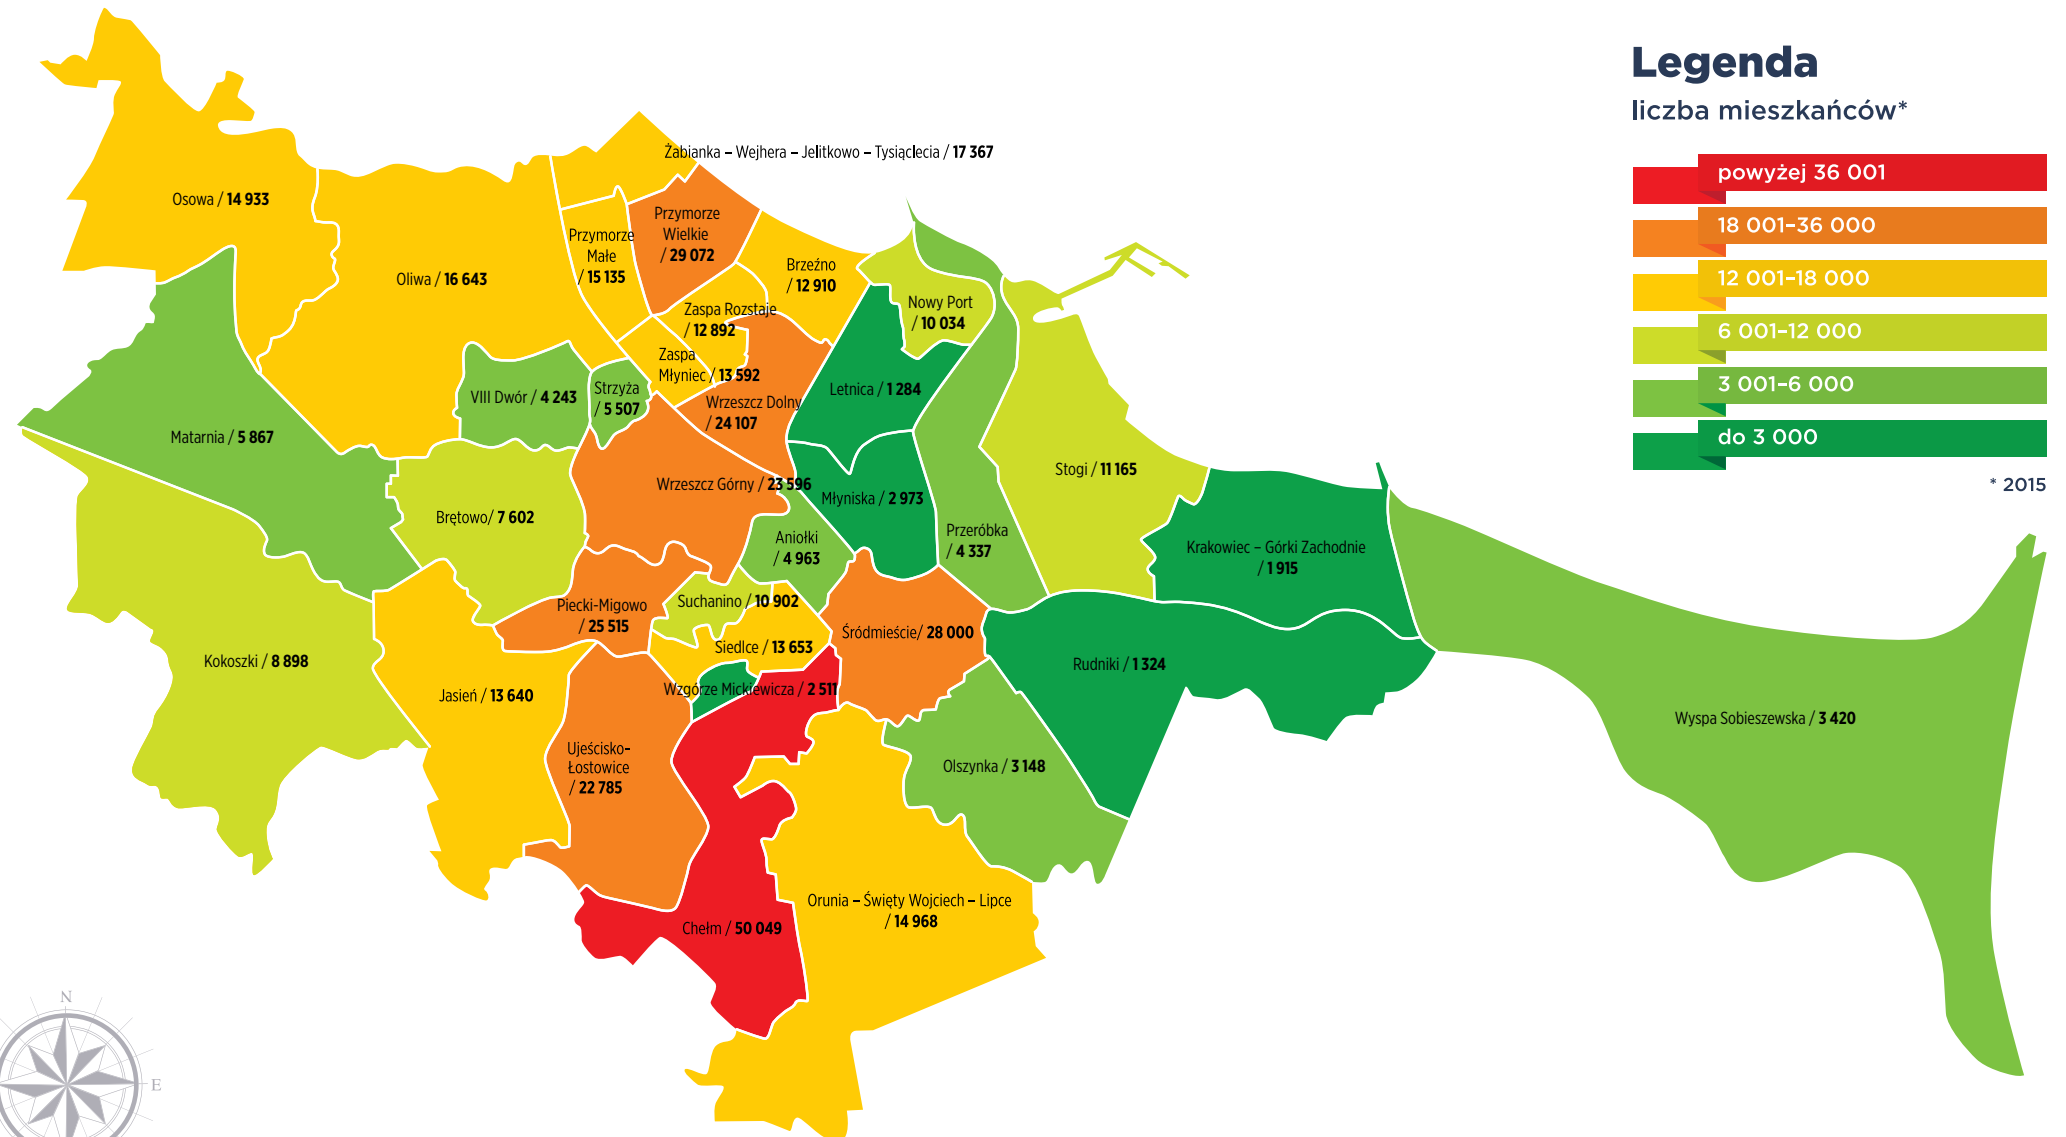 Legenda
liczba mieszkańców*
powyżej 36 001
18 001–36 000
12 001–18 000
6 001–12 000
3 001–6 000
do 3 000
* 2015
Żabianka – Wejhera – Jelitkowo – Tysiąclecia / 17 367
Osowa / 14 933
Przymorze
Wielkie
/ 29 072
Przymorze
Małe
/ 15 135
Oliwa / 16 643
Brzeźno
/ 12 910
Nowy Port
/ 10 034
Zaspa Rozstaje
/ 12 892
Zaspa
Młyniec / 13 592
VIII Dwór / 4 243
Strzyża
/ 5 507
Wrzeszcz Dolny
/ 24 107
Letnica / 1 284
Matarnia / 5 867
Stogi / 11 165
Wrzeszcz Górny / 23 596
Młyniska / 2 973
Brętowo/ 7 602
Aniołki
/ 4 963
Przeróbka
/ 4 337
Krakowiec – Górki Zachodnie
/ 1 915
Piecki-Migowo
/ 25 515
Suchanino / 10 902
Siedlce / 13 653
Śródmieście/ 28 000
Kokoszki / 8 898
Rudniki / 1 324
Jasień / 13 640
Wzgórze Mickiewicza / 2 511
Wyspa Sobieszewska / 3 420
Ujeścisko-
Łostowice
/ 22 785
Olszynka / 3 148
Orunia – Święty Wojciech – Lipce
/ 14 968
Chełm / 50 049
N
E